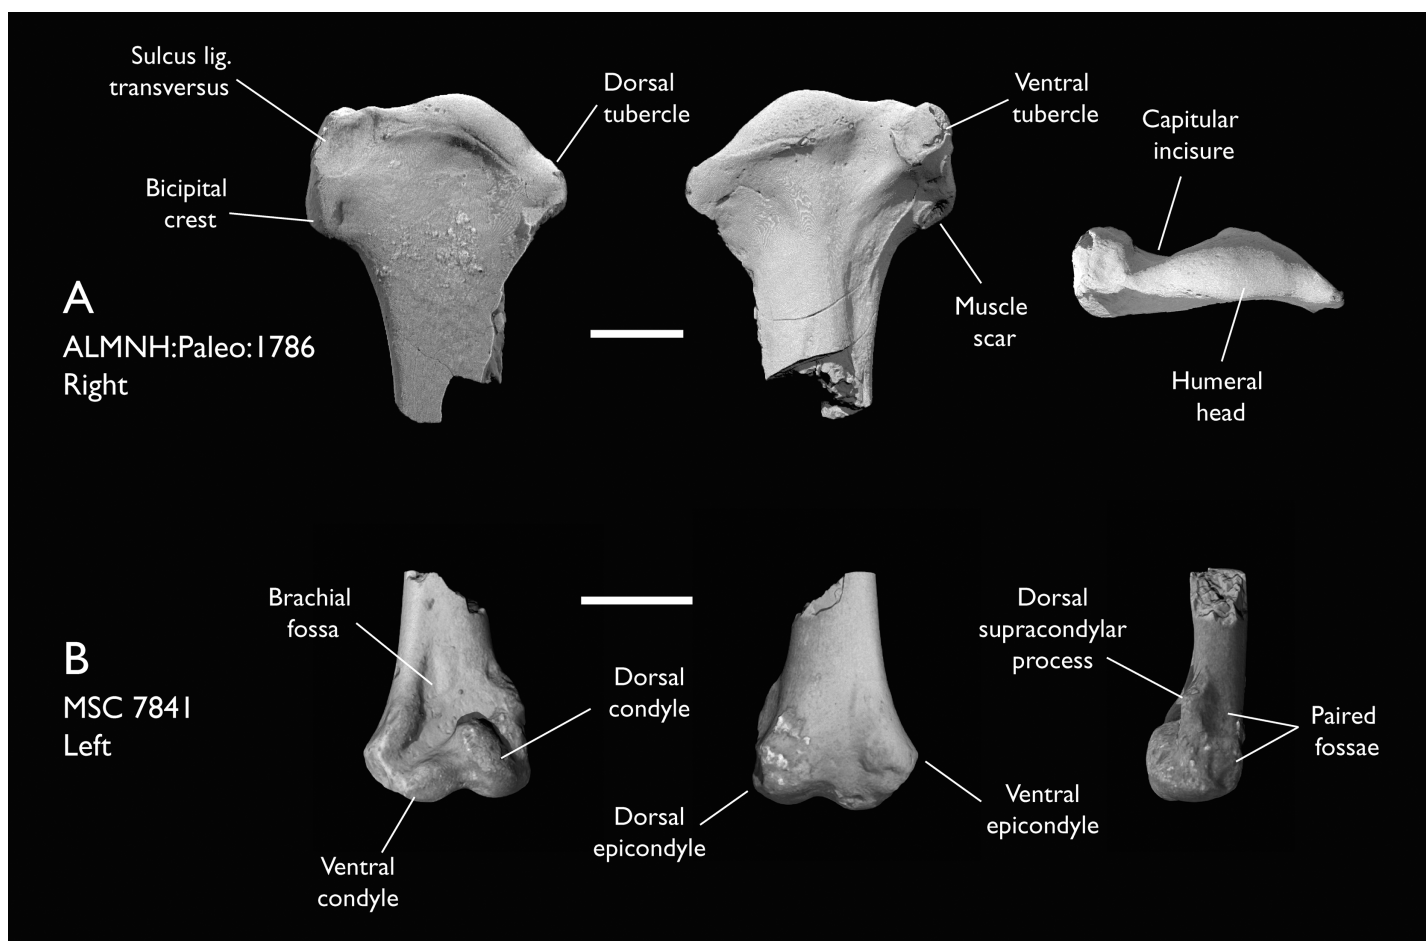 Sulcus lig.
transversus
Dorsal
tubercle
Ventral
tubercle
Capitular
incisure
Bicipital
crest
Muscle
scar
Humeral
head
A
ALMNH:Paleo:1786
Right
Brachial
fossa
Dorsal
condyle
Dorsal
supracondylar
process
Paired
fossae
B
MSC 7841
Left
Ventral
condyle
Dorsal
epicondyle
Ventral
epicondyle